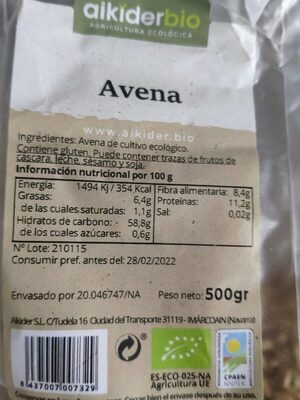 aikiderbio
AGRICULTURA ECOLÓGICA
Avena
www.aikider.bio
Ingredientes: Avena de cultivo ecológico.
Contiene gluten. Puede contener trazas de frutos de
cáscara, leche, sésamo y soja.
Información nutricional por 100 g
Energía: 1494 Kj / 354 Kcal
Grasas: 6,4g
de las cuales saturadas: 1,1g
Hidratos de carbono: 58,8g
de los cuales azúcares: 0,6g
Fibra alimentaria: 8,4g
Proteínas: 11,2g
Sal: 0,02g
Nº Lote: 210115
Consumir pref. antes del: 28/02/2022
Envasado por 20.046747/NA
Peso neto: 500gr
Aikider S.L. C/Tudela 16 Ciudad del Transporte 31119 - IMÁRCOAIN (Navarra)
8437007007329
ES-ECO-025-NA
Agricultura UE
CPAEN
NNPEK